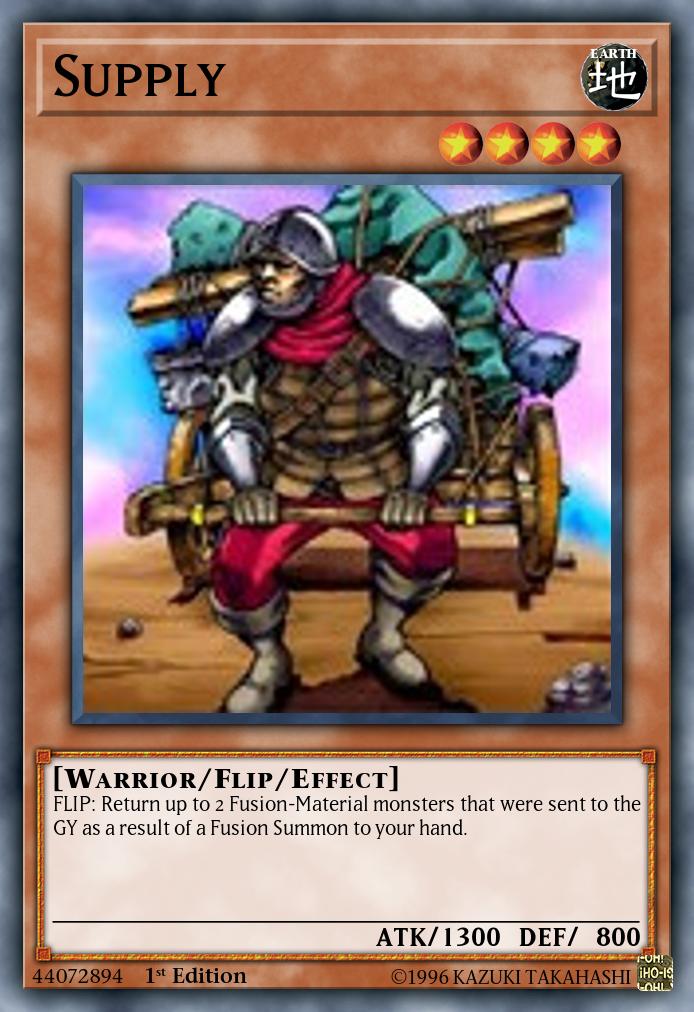 Supply
EARTH
地
[Warrior/Flip/Effect]
FLIP: Return up to 2 Fusion-Material monsters that were sent to the
GY as a result of a Fusion Summon to your hand.
ATK/1300 DEF/ 800
44072894 1st Edition ©1996 KAZUKI TAKAHASHI